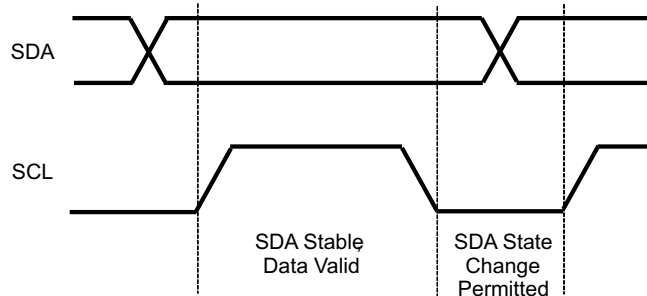 SDA
SCL
SDA Stable,
Data Valid
SDA State
Change
Permitted